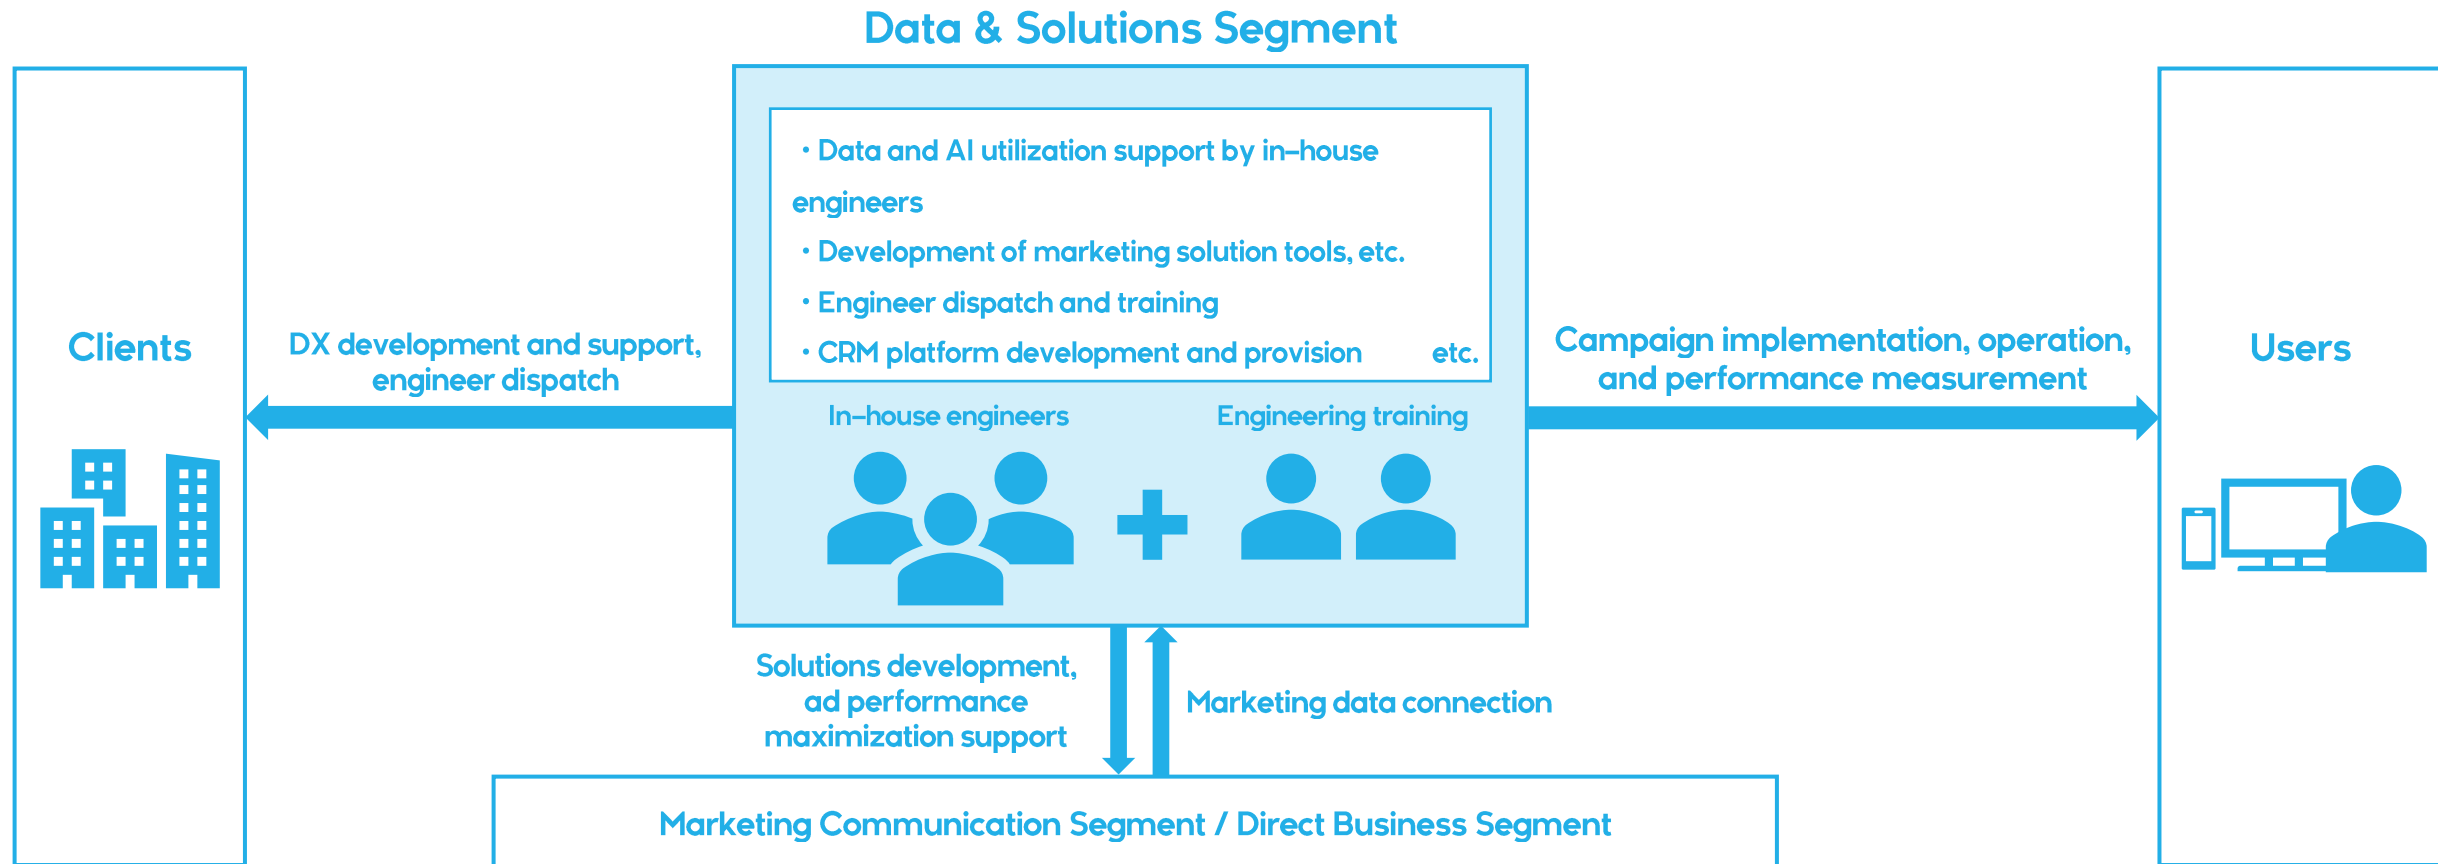 Data & Solutions Segment
・Data and AI utilization support by in-house
engineers
・Development of marketing solution tools, etc.
・Engineer dispatch and training
・CRM platform development and provision etc.
In-house engineers
Engineering training
Clients
DX development and support,
engineer dispatch
Campaign implementation, operation,
and performance measurement
Users
Solutions development,
ad performance
maximization support
Marketing data connection
Marketing Communication Segment / Direct Business Segment